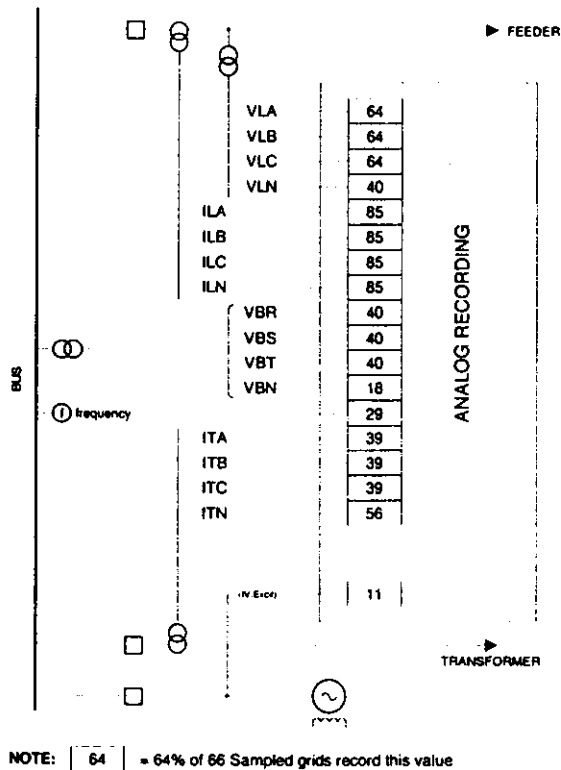 FEEDER
VLA 64
VLB 64
VLC 64
VLN 40
ILA 85
ILB 85
ILC 85
ILN 85
VBR 40
VBS 40
VBT 40
VBN 18
frequency 29
ITA 39
ITB 39
ITC 39
ITN 56
11
BUS
ANALOG RECORDING
TRANSFORMER
NOTE: 64 = 64% of 66 Sampled grids record this value